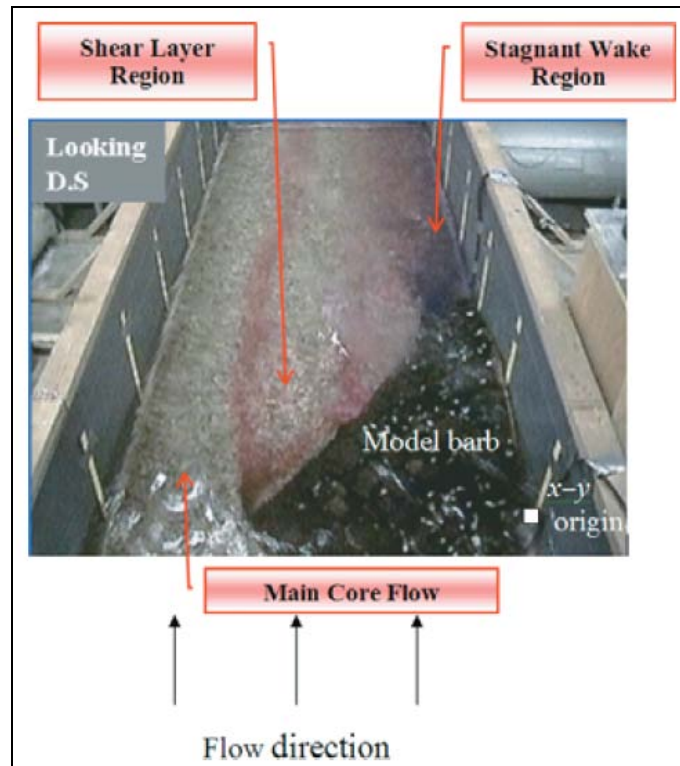 Shear Layer
Region
Stagnant Wake
Region
Looking
D.S
Model barb
x–y
origin
Main Core Flow
Flow direction